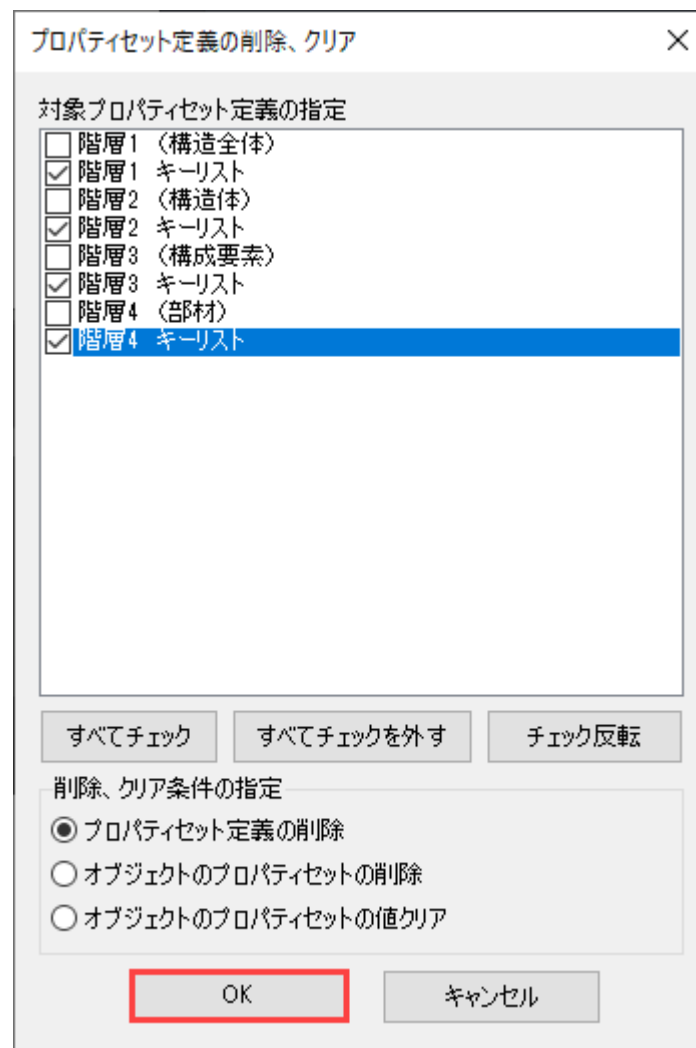 プロパティセット定義の削除、クリア
対象プロパティセット定義の指定
階層1 （構造全体）
階層1 キーリスト
階層2 （構造体）
階層2 キーリスト
階層3 （構成要素）
階層3 キーリスト
階層4 （部材）
階層4 キーリスト
すべてチェック すべてチェックを外す チェック反転
削除、クリア条件の指定
プロパティセット定義の削除
オブジェクトのプロパティセットの削除
オブジェクトのプロパティセットの値クリア
OK キャンセル